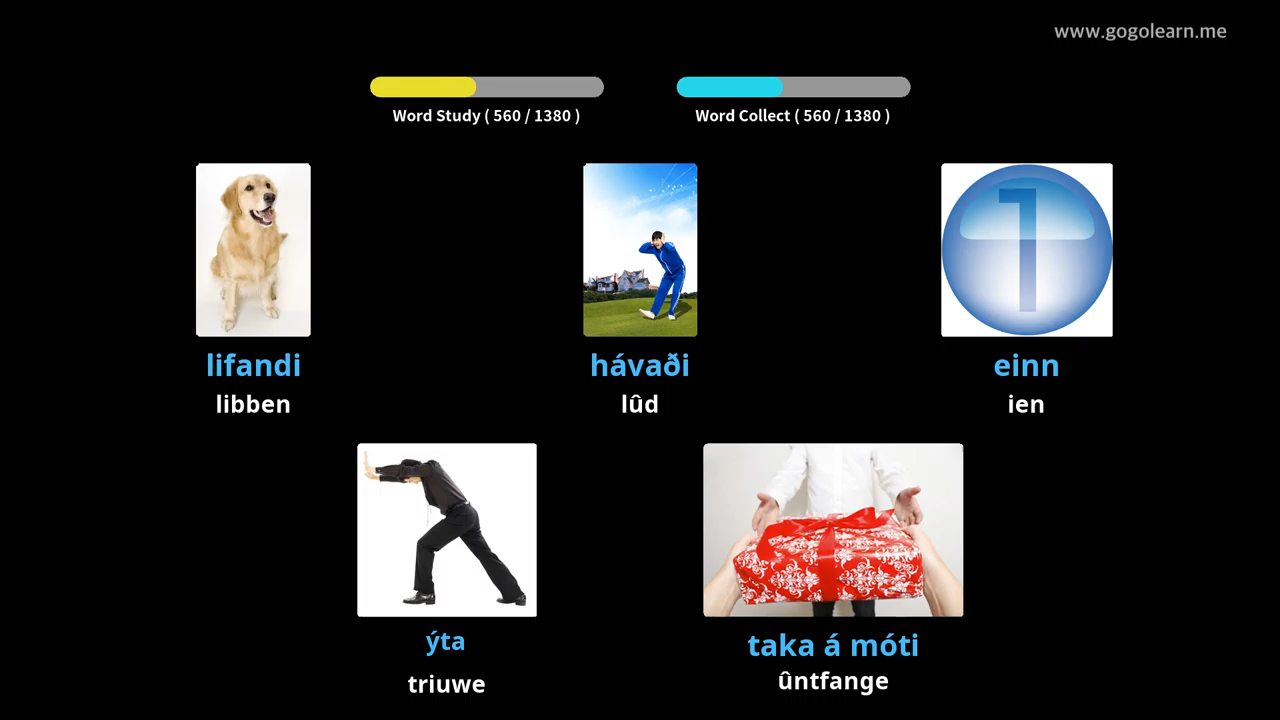 www.gogolearn.me
Word Study ( 560 / 1380 )
Word Collect ( 560 / 1380 )
1
lifandi
libben
hávaði
lûd
einn
ien
ýta
triuwe
taka á móti
ûntfange